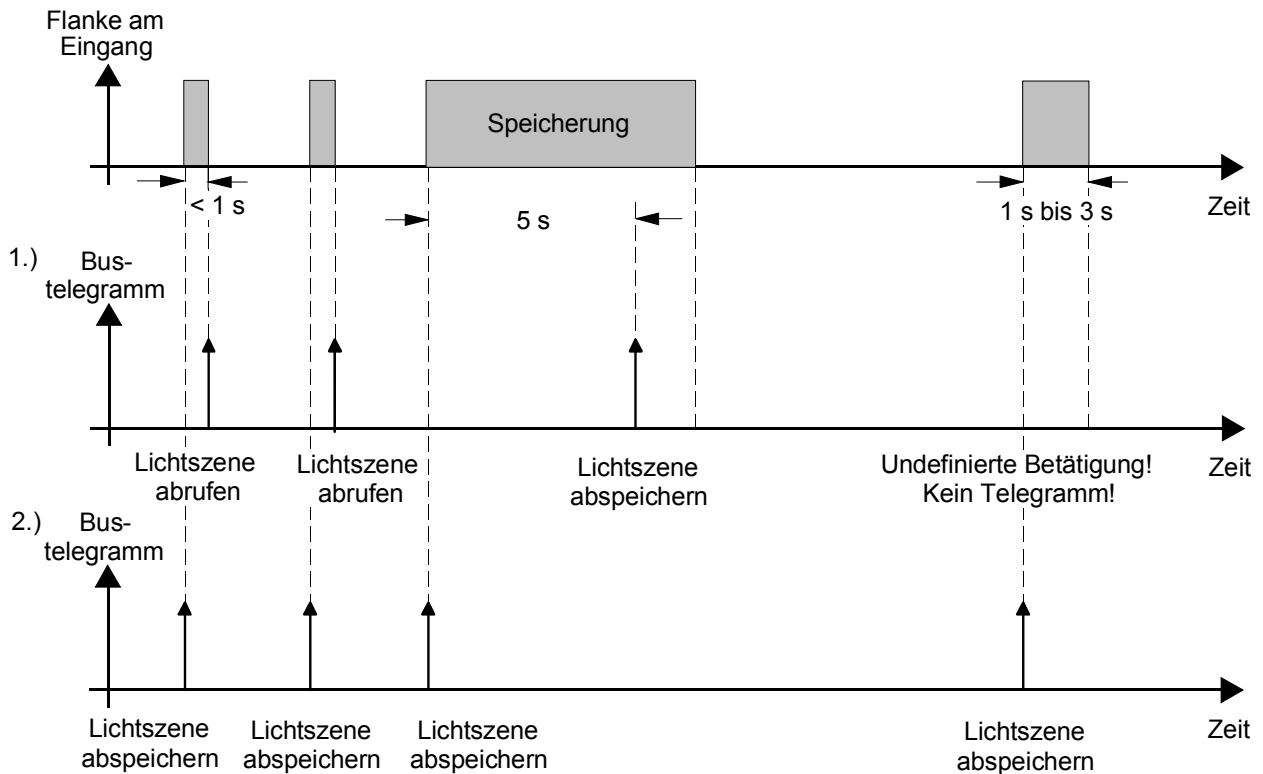 Flanke am
Eingang
Speicherung
< 1 s
5 s
1 s bis 3 s
Zeit
1.) Bus-
telegramm
Lichtszene
abrufen
Lichtszene
abrufen
Lichtszene
abspeichern
Undefinierte Betätigung!
Kein Telegramm!
Zeit
2.) Bus-
telegramm
Lichtszene
abspeichern
Lichtszene
abspeichern
Lichtszene
abspeichern
Lichtszene
abspeichern
Zeit